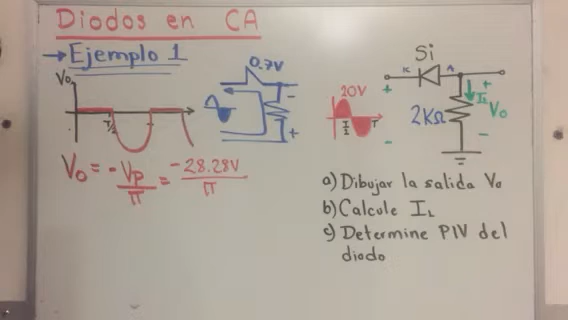 Diodos en CA
→ Ejemplo 1
Vo
T/2
0.7V
-
+
20V
T/2
T
Si
K
A
+
+
IL
2KΩ
Vo
-
-
Vo = -Vp/π = -28.28V/π
a) Dibujar la salida Vo
b) Calcule IL
c) Determine PIV del
diodo